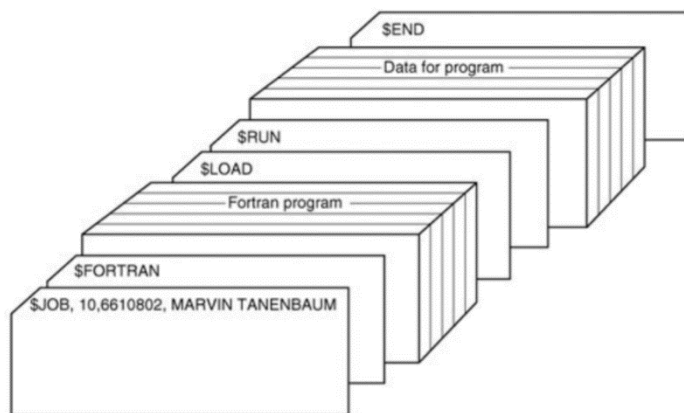 $END
Data for program
$RUN
$LOAD
Fortran program
$FORTRAN
$JOB, 10,6610802, MARVIN TANENBAUM